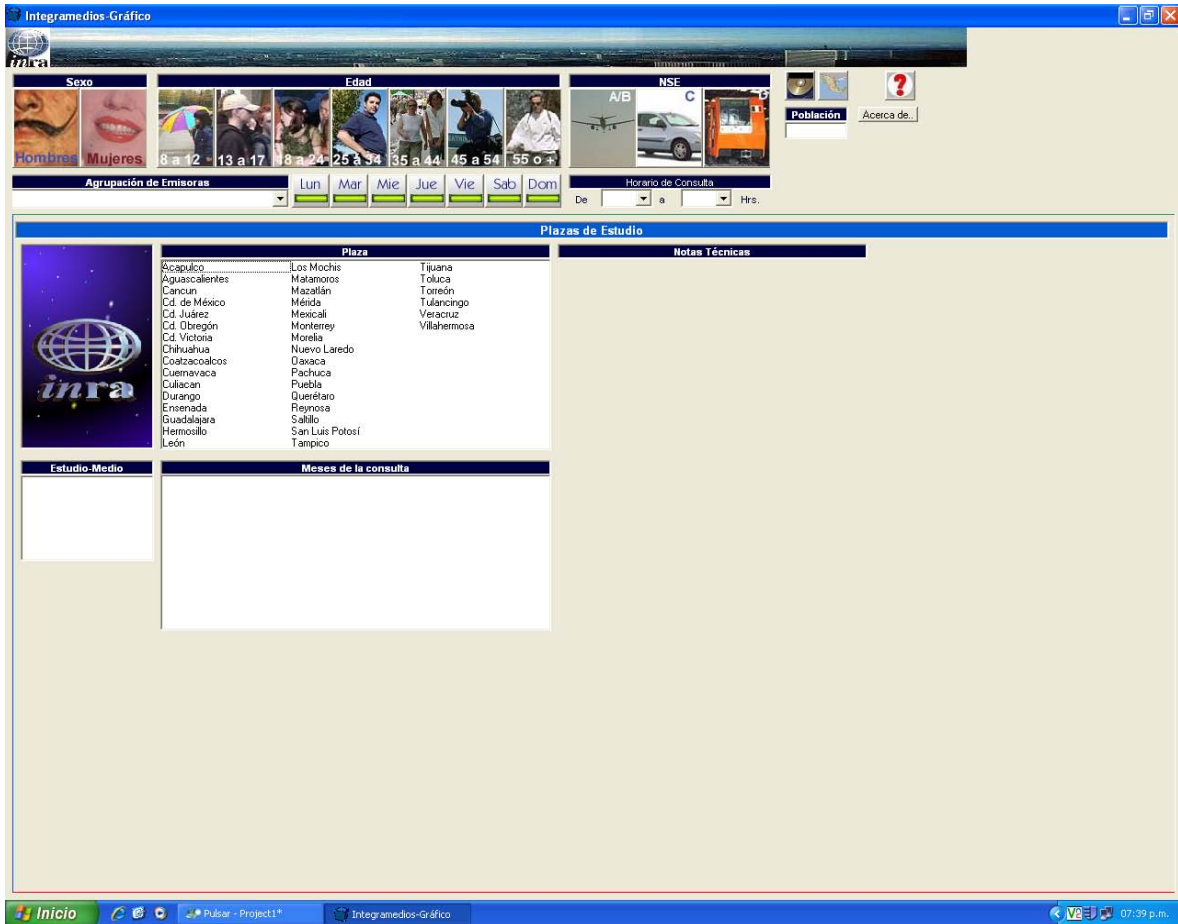 Integramedios-Gráfico
inra
Sexo
Edad
NSE
Hombres Mujeres
8 a 12 13 a 17 18 a 24 25 a 34 35 a 44 45 a 54 55 o +
A/B C D
Población
Acerca de..
Agrupación de Emisoras
Lun Mar Mie Jue Vie Sab Dom
Horario de Consulta
De a Hrs.
Plazas de Estudio
inra
Plaza
Notas Técnicas
Acapulco Los Mochis Tijuana
Aguascalientes Matamoros Toluca
Cancun Mazatlán Torreón
Cd. de México Mérida Tulancingo
Cd. Juárez Mexicali Veracruz
Cd. Obregón Monterrey Villahermosa
Cd. Victoria Morelia
Chihuahua Nuevo Laredo
Coatzacoalcos Oaxaca
Cuernavaca Pachuca
Culiacan Puebla
Durango Querétaro
Ensenada Reynosa
Guadalajara Saltillo
Hermosillo San Luis Potosí
León Tampico
Estudio-Medio
Meses de la consulta
Inicio
Pulsar - Project1*
Integramedios-Gráfico
07:39 p.m.